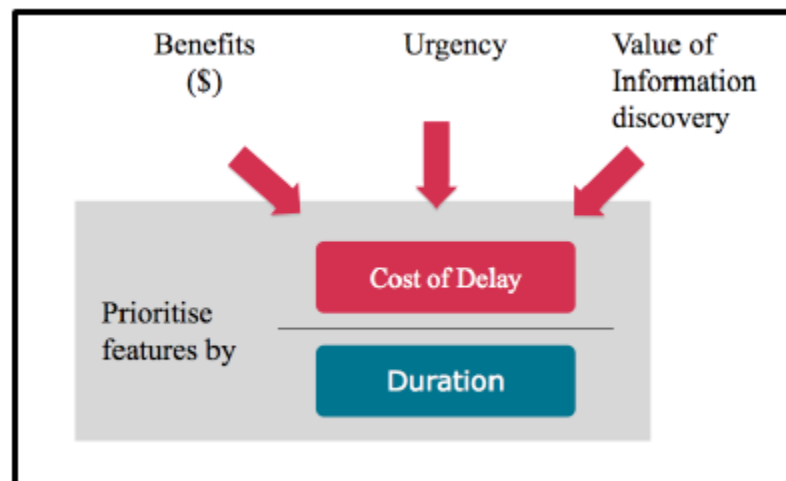 Benefits
($)
Urgency
Value of
Information
discovery
Prioritise
features by
Cost of Delay
Duration